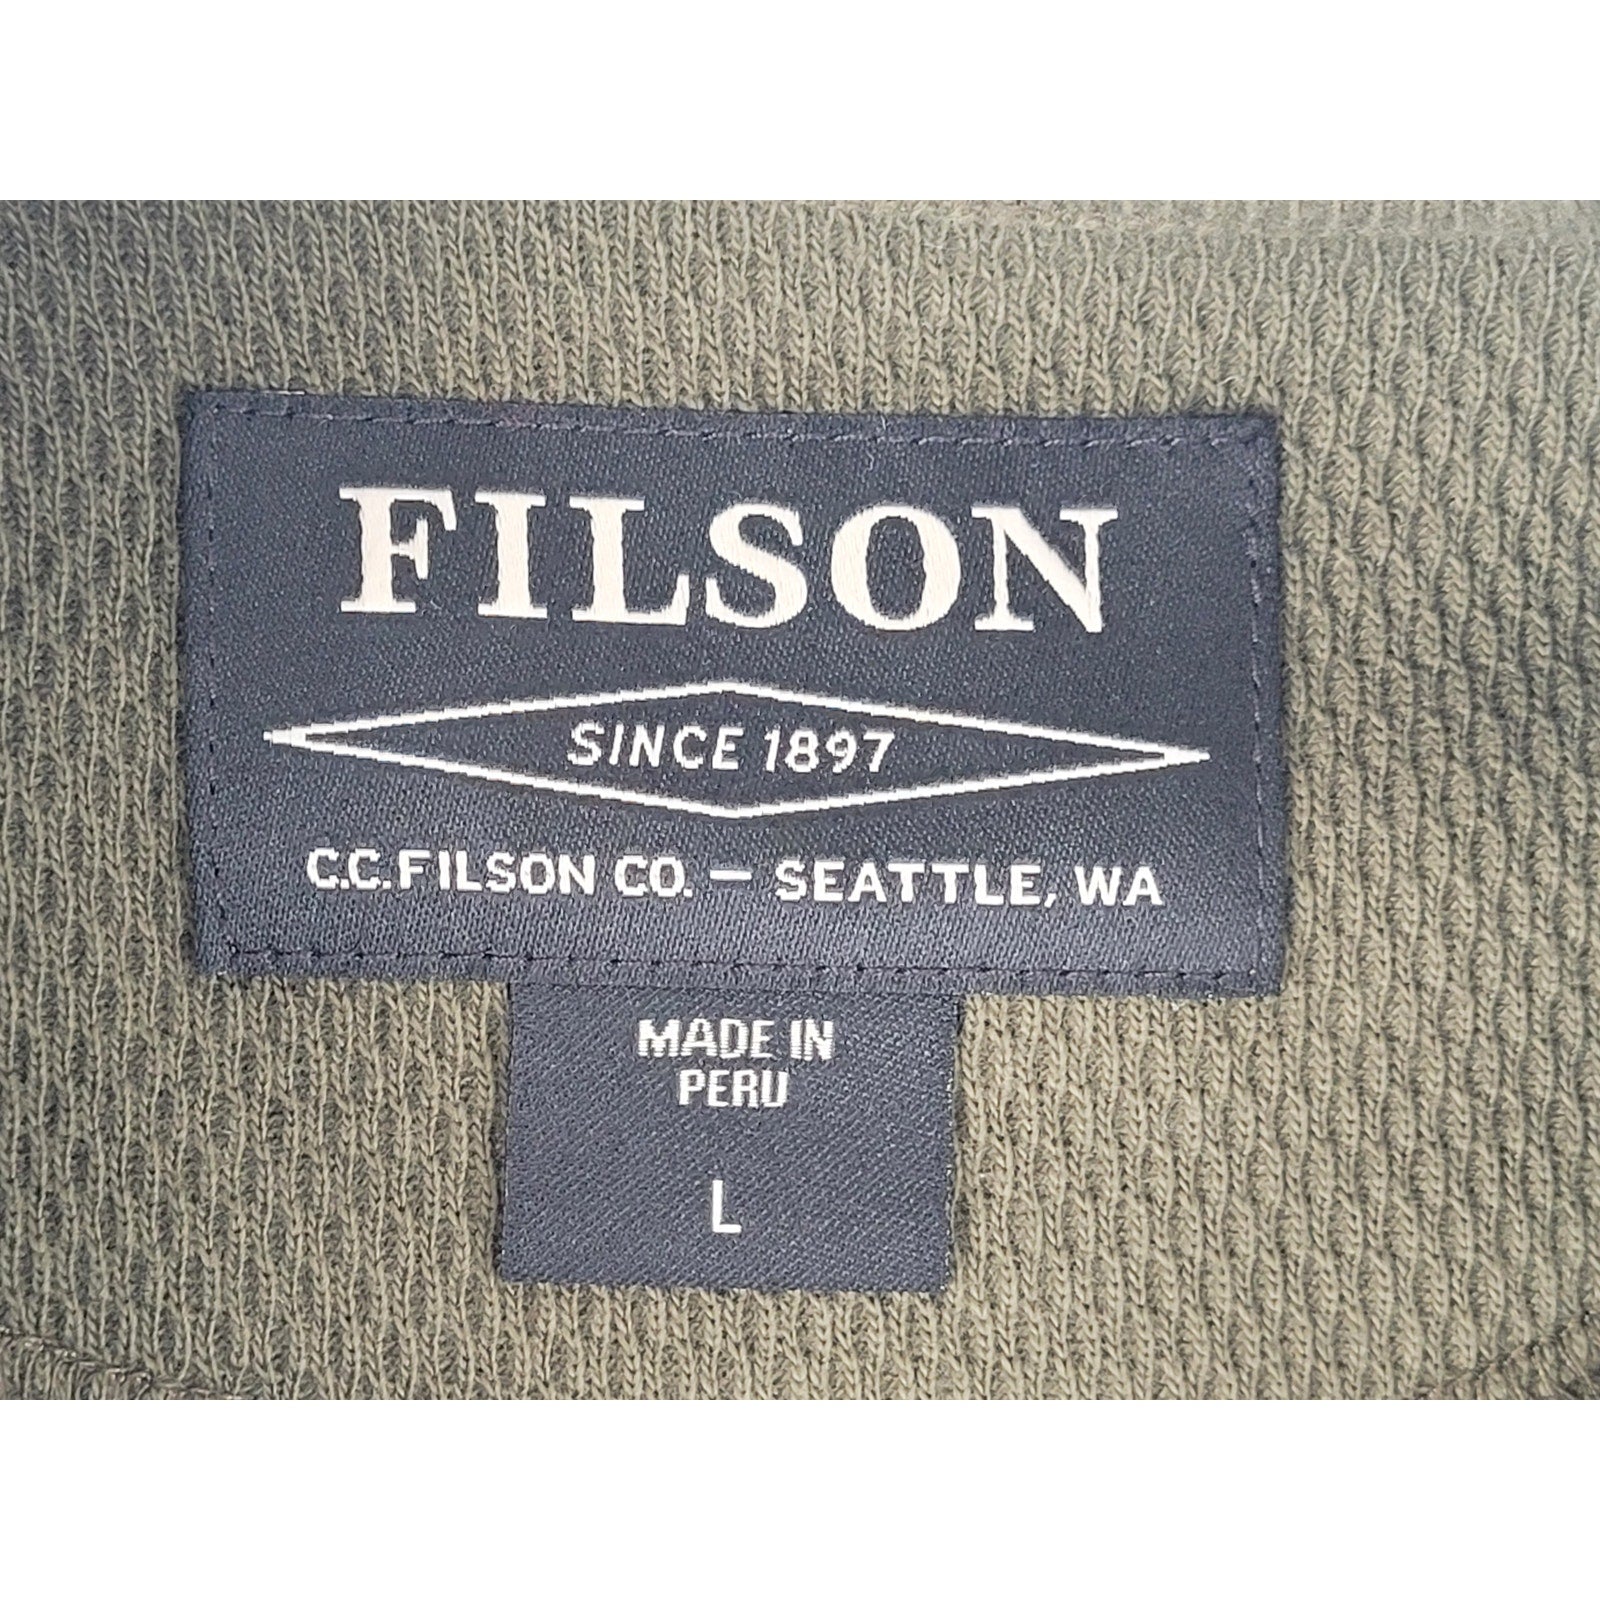 FILSON
SINCE 1897
C.C.FILSON CO. — SEATTLE, WA
MADE IN
PERU
L